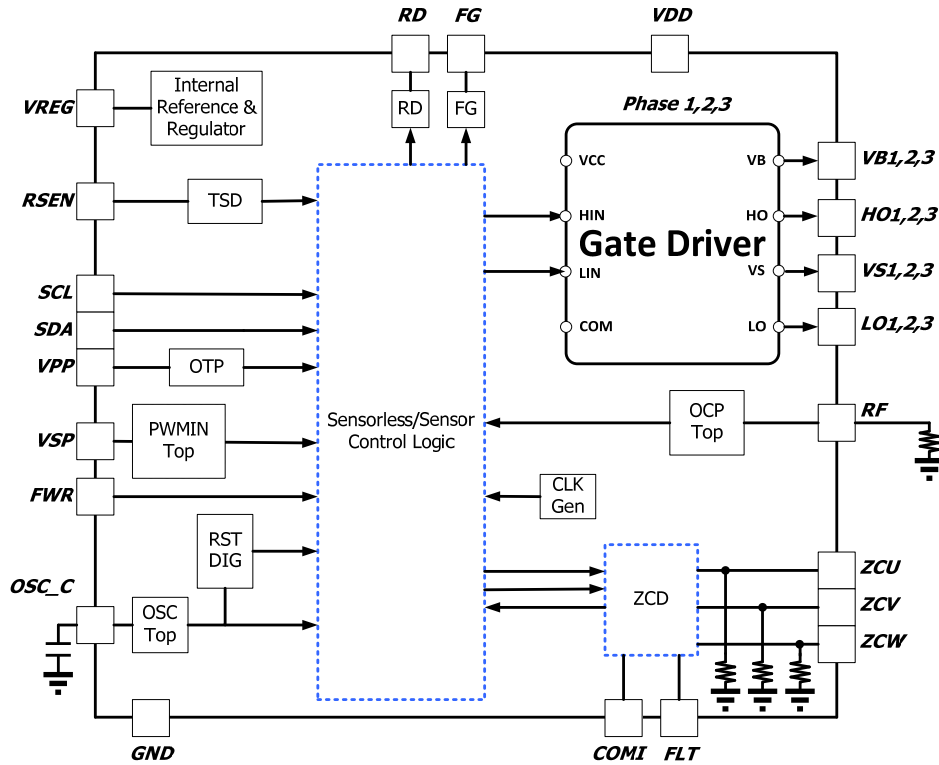 RD
FG
VDD
VREG
Internal
Reference &
Regulator
RD
FG
Phase 1,2,3
VCC
VB
VB1,2,3
RSEN
TSD
HIN
HO
HO1,2,3
Gate Driver
LIN
VS
VS1,2,3
SCL
SDA
COM
LO
LO1,2,3
VPP
OTP
Sensorless/Sensor
Control Logic
OCP
Top
RF
VSP
PWMIN
Top
FWR
CLK
Gen
RST
DIG
OSC_C
OSC
Top
ZCD
ZCU
ZCV
ZCW
GND
COMI
FLT